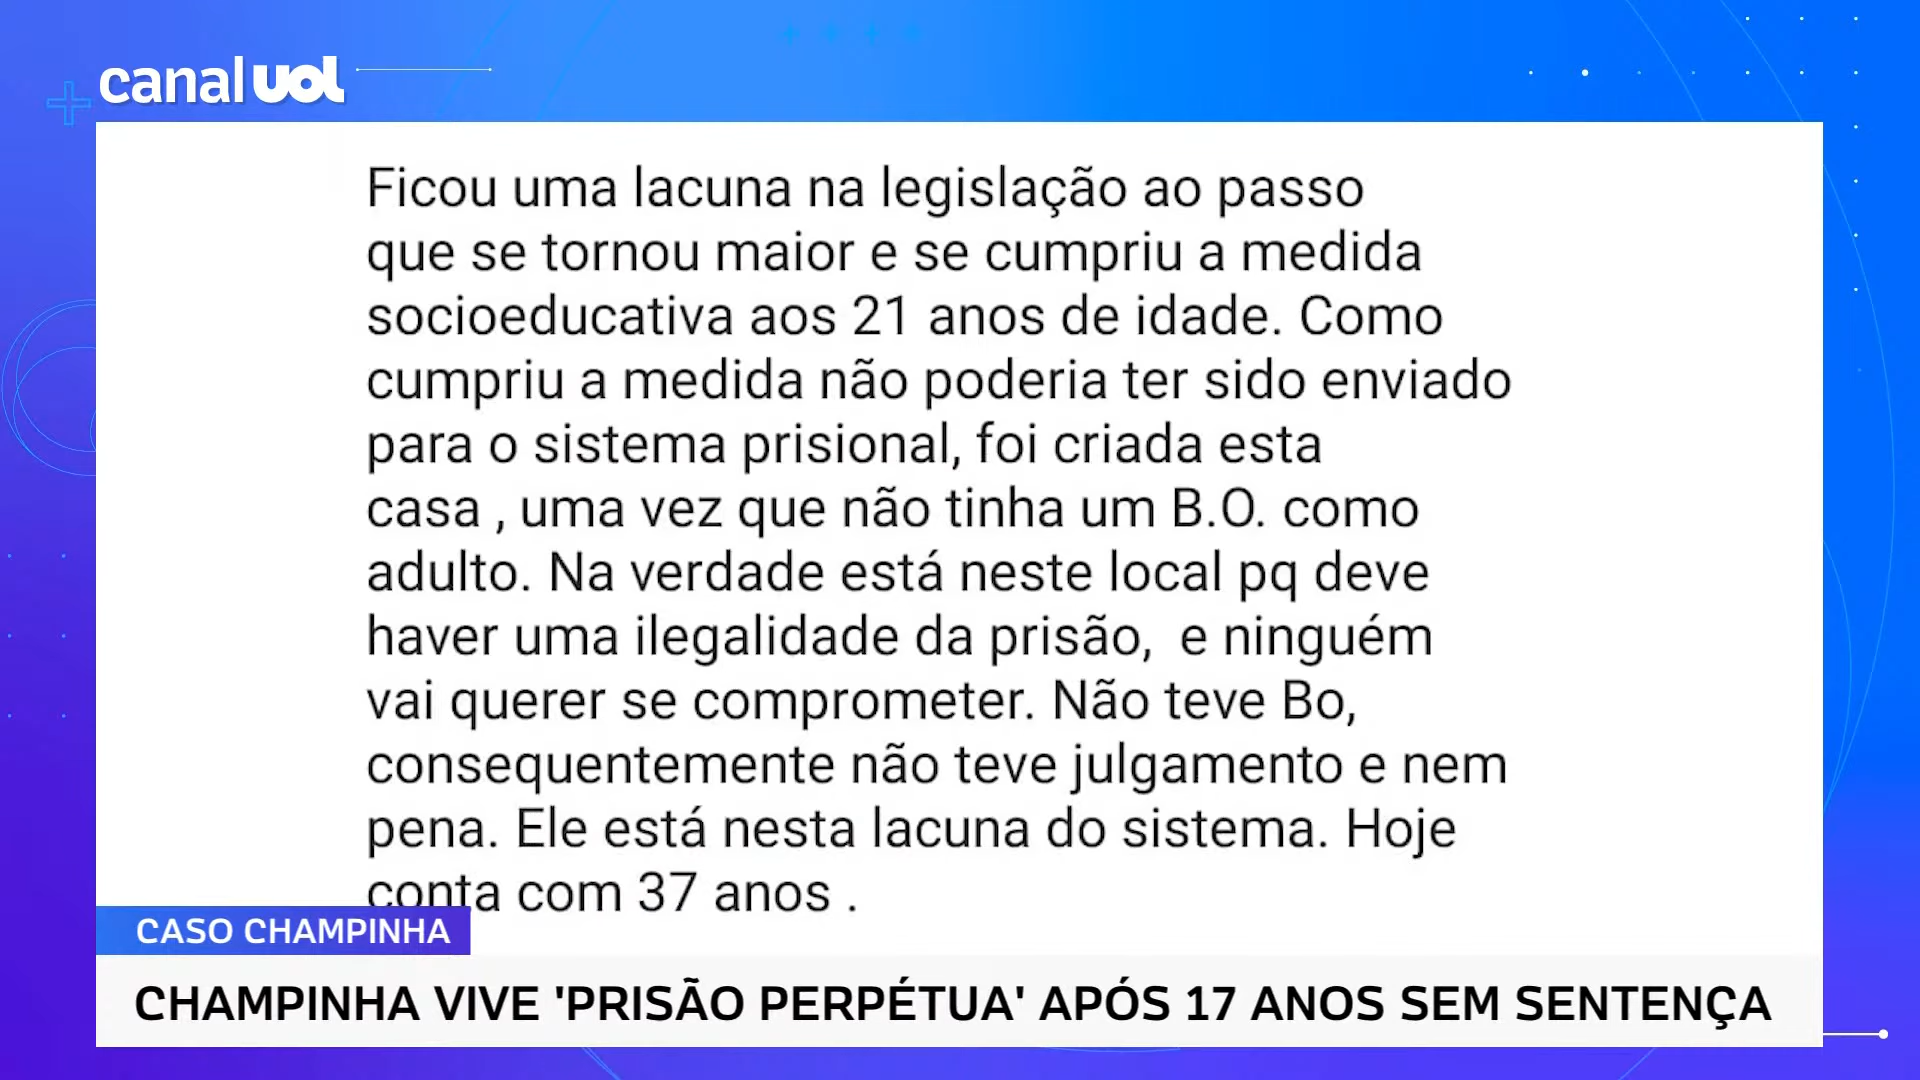 canal uol
Ficou uma lacuna na legislação ao passo
que se tornou maior e se cumpriu a medida
socioeducativa aos 21 anos de idade. Como
cumpriu a medida não poderia ter sido enviado
para o sistema prisional, foi criada esta
casa , uma vez que não tinha um B.O. como
adulto. Na verdade está neste local pq deve
haver uma ilegalidade da prisão,  e ninguém
vai querer se comprometer. Não teve Bo,
consequentemente não teve julgamento e nem
pena. Ele está nesta lacuna do sistema. Hoje
conta com 37 anos .
CASO CHAMPINHA
CHAMPINHA VIVE 'PRISÃO PERPÉTUA' APÓS 17 ANOS SEM SENTENÇA